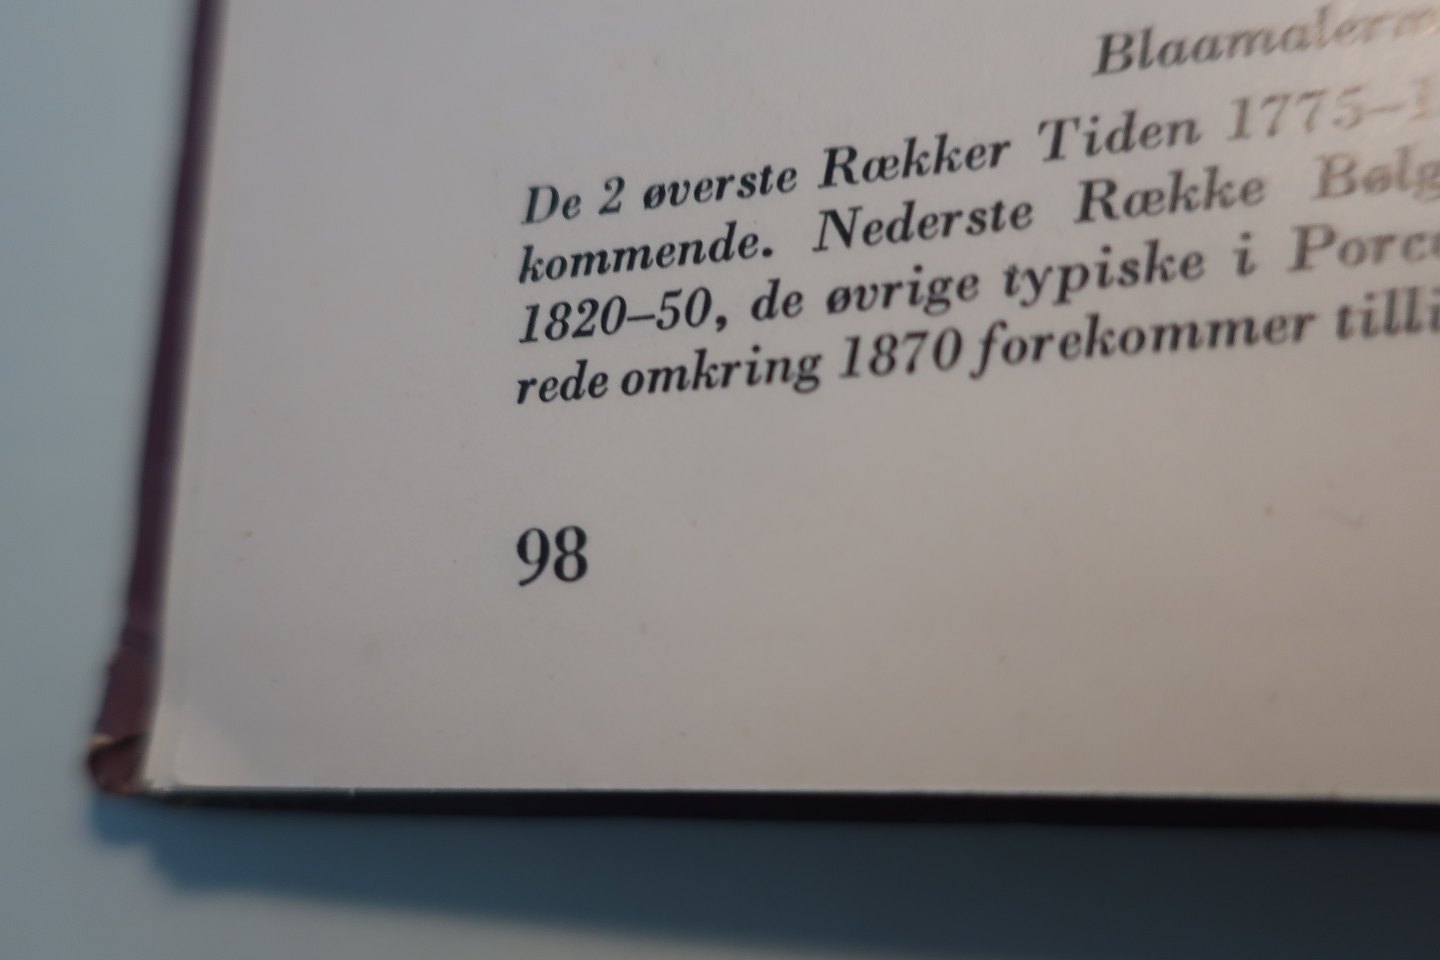 De 2 øverste Rækker Tiden 1775–
kommende. Nederste Række
1820–50, de øvrige typiske i
rede omkring 1870 forekommer
98